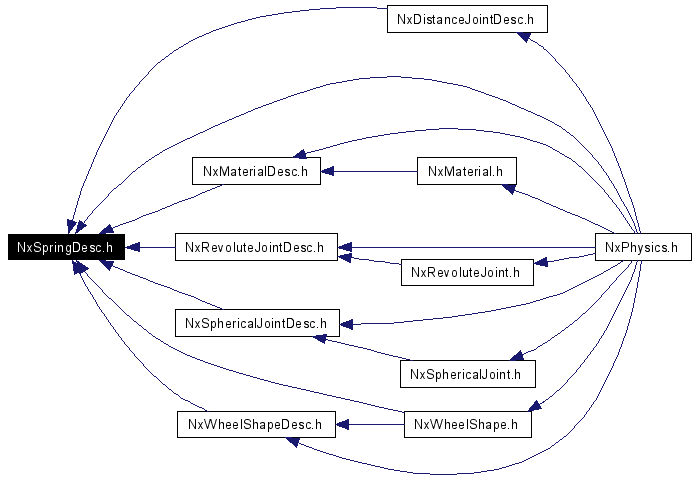 NxDistanceJointDesc.h
NxMaterialDesc.h
NxMaterial.h
NxSpringDesc.h
NxRevoluteJointDesc.h
NxPhysics.h
NxRevoluteJoint.h
NxSphericalJointDesc.h
NxSphericalJoint.h
NxWheelShapeDesc.h
NxWheelShape.h